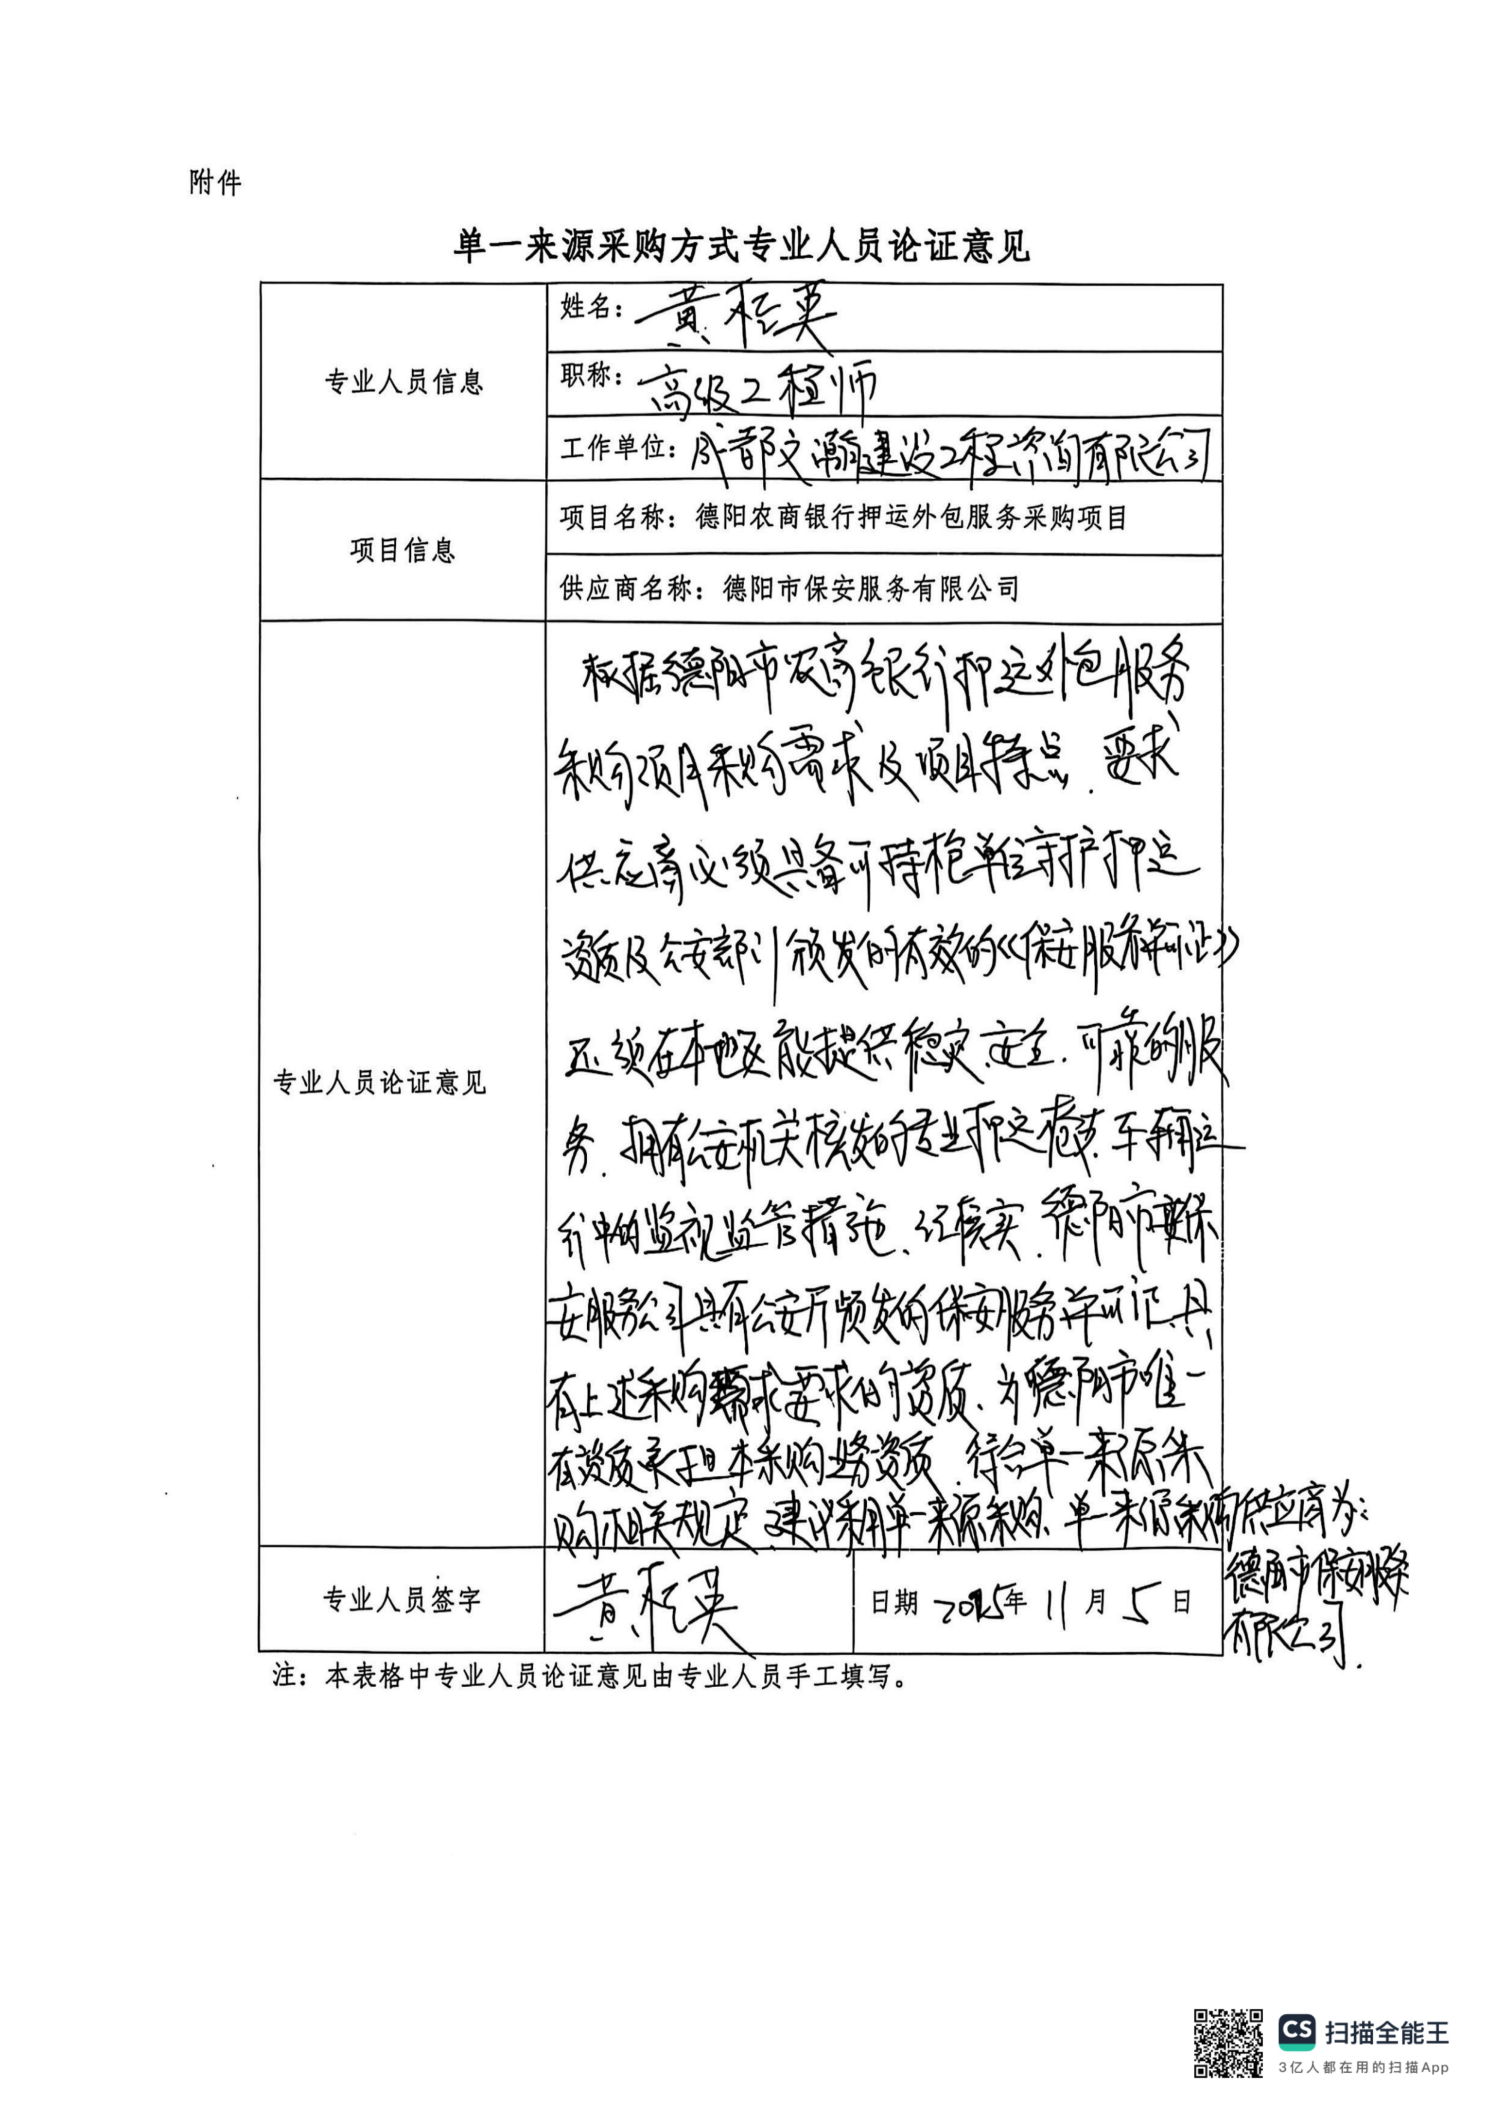 附件
单一来源采购方式专业人员论证意见
专业人员信息
姓名：黄桂英
职称：高级工程师
工作单位：成都文瀚建设工程咨询有限公司
项目信息
项目名称：德阳农商银行押运外包服务采购项目
供应商名称：德阳市保安服务有限公司
专业人员论证意见
根据德阳市农商银行押运外包服务
采购项目采购需求及项目特点，要求
供应商必须具备可持枪单位守护押运
资质及公安部门颁发的有效的《保安服务许可证》
还须在本地区能提供稳定、安全、可靠的服
务，拥有公安机关核发的专业押运枪支、车辆运
行中的监视监管措施、经核实，德阳市保
安服务公司具有公安厅颁发的保安服务许可证，具
有上述采购需求要求的资质、为德阳市唯一
有资质承担本采购业务资质，符合单一来源采
购相关规定，建议采用单一来源采购、单一来源采购供应商为：
德阳市保安服务
有限公司.
专业人员签字
黄桂英
日期 2025年 11月 5日
注：本表格中专业人员论证意见由专业人员手工填写。
CS 扫描全能王
3亿人都在用的扫描App